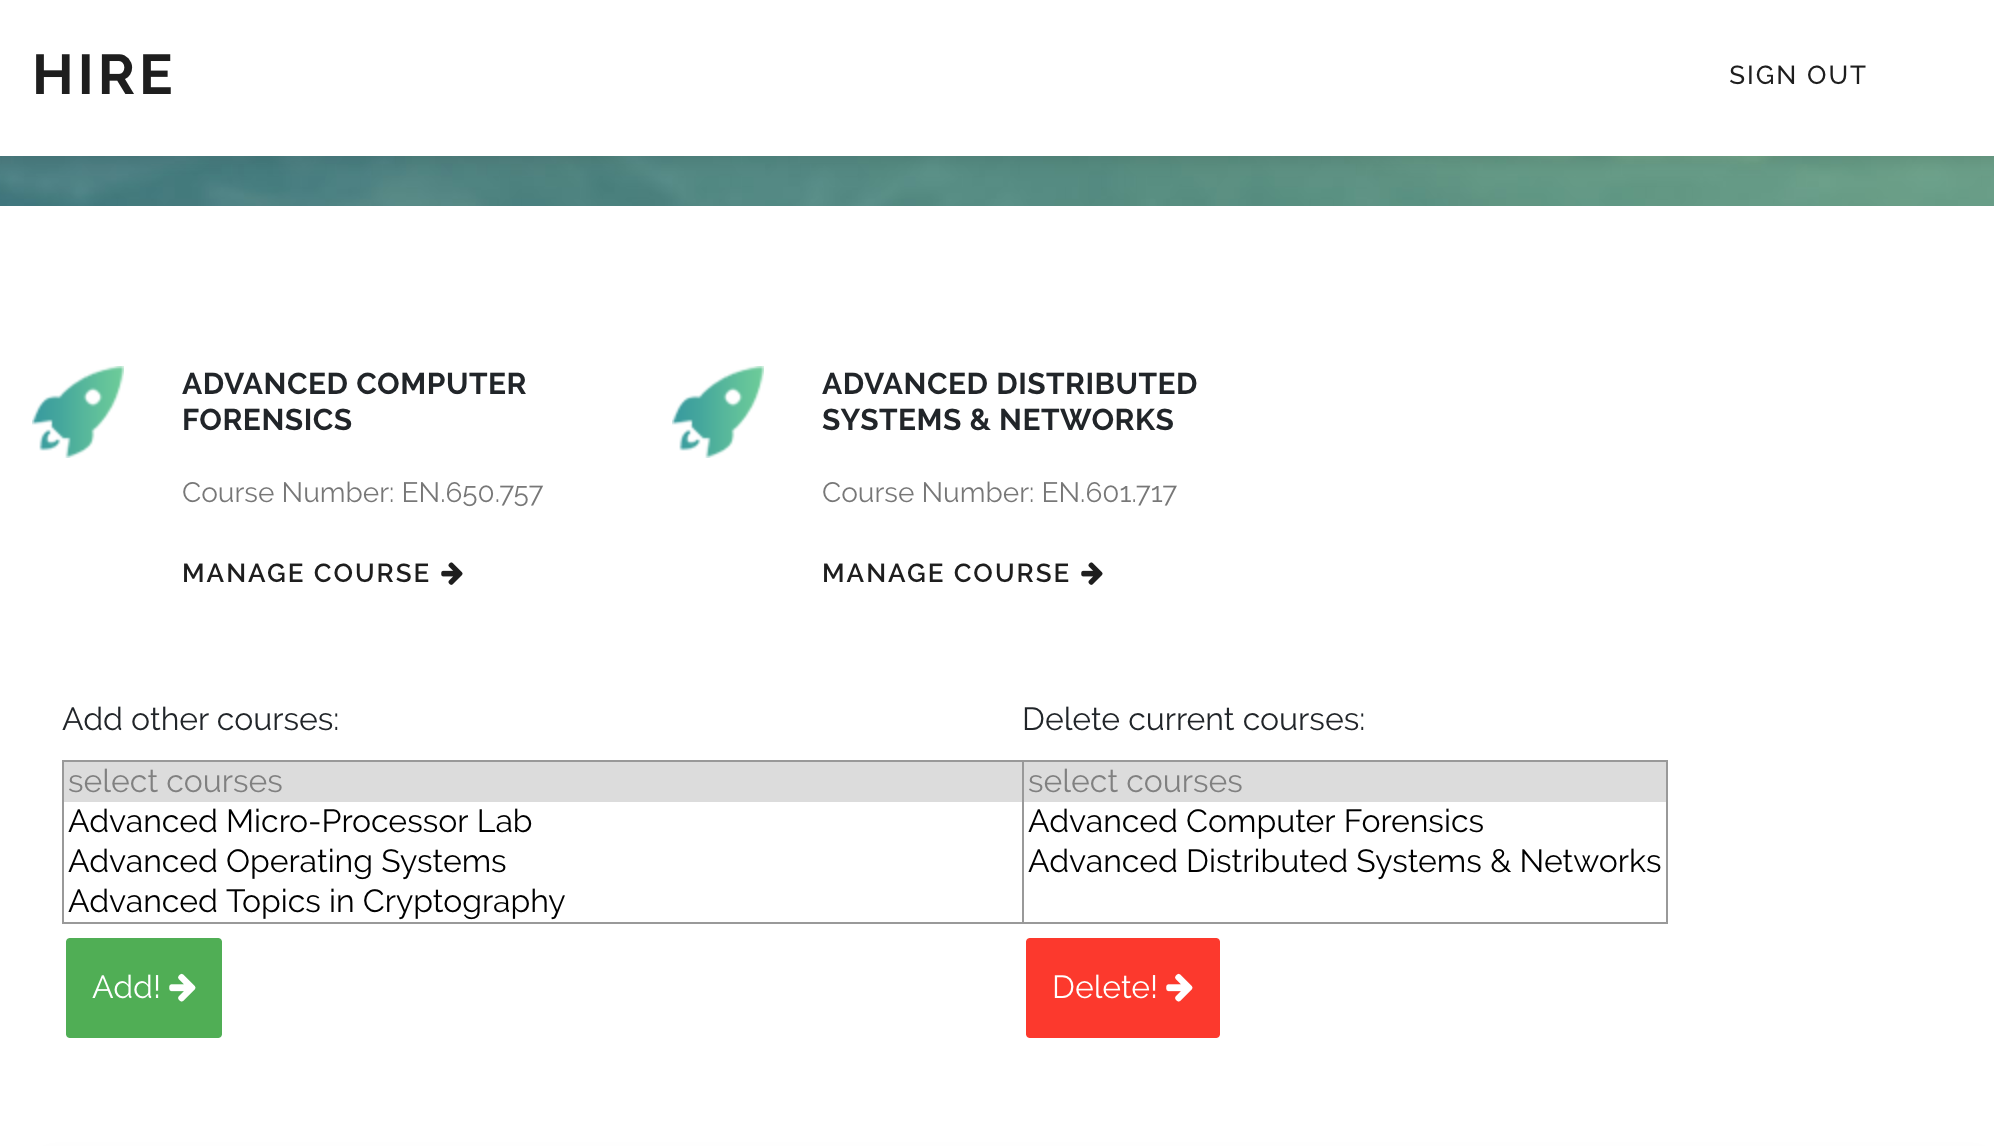 HIRE
SIGN OUT
ADVANCED COMPUTER
FORENSICS
Course Number: EN.650.757
MANAGE COURSE
ADVANCED DISTRIBUTED
SYSTEMS & NETWORKS
Course Number: EN.601.717
MANAGE COURSE
Add other courses:
select courses
Advanced Micro-Processor Lab
Advanced Operating Systems
Advanced Topics in Cryptography
Add!
Delete current courses:
select courses
Advanced Computer Forensics
Advanced Distributed Systems & Networks
Delete!